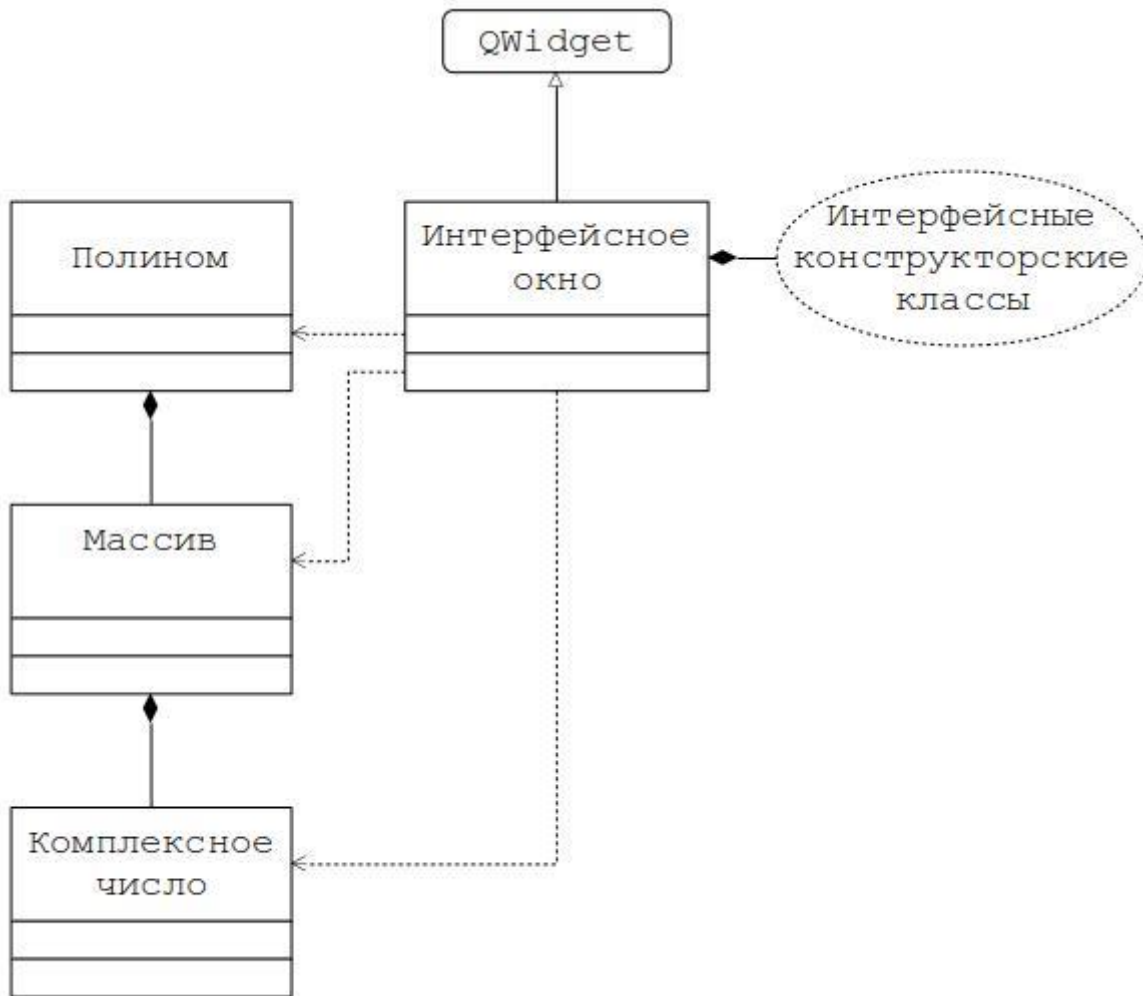 QWidget
Полином
Интерфейсное
окно
Интерфейсные
конструкторские
классы
Массив
Комплексное
число